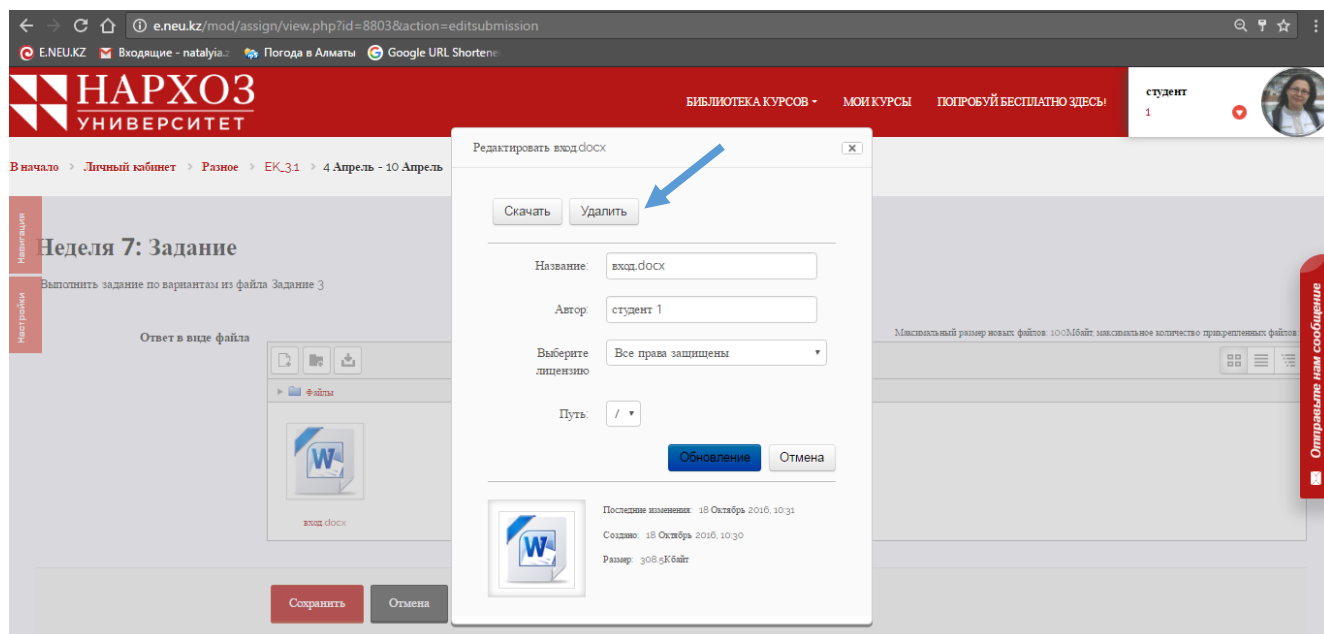 e.neu.kz/mod/assign/view.php?id=8803&action=editsubmission
E.NEU.KZ Входящие - natalyia.z Погода в Алматы Google URL Shortene
НАРХОЗ
УНИВЕРСИТЕТ
БИБЛИОТЕКА КУРСОВ МОИ КУРСЫ ПОПРОБУЙ БЕСПЛАТНО ЗДЕСЬ!
студент
1
В начало > Личный кабинет > Разное > EK_3.1 > 4 Апрель - 10 Апрель
Навигация
Настройки
Неделя 7: Задание
Выполнить задание по вариантам из файла Задание 3
Ответ в виде файла
Максимальный размер новых файлов: 100Мбайт, максимальное количество прикрепленных файлов:
Файлы
вход.docx
Сохранить Отмена
Редактировать вход.docx
Скачать Удалить
Название: вход.docx
Автор: студент 1
Выберите лицензию Все права защищены
Путь: /
Обновление Отмена
Последние изменения: 18 Октябрь 2016, 10:31
Создано: 18 Октябрь 2016, 10:30
Размер: 308.5Кбайт
Отправьте нам сообщение